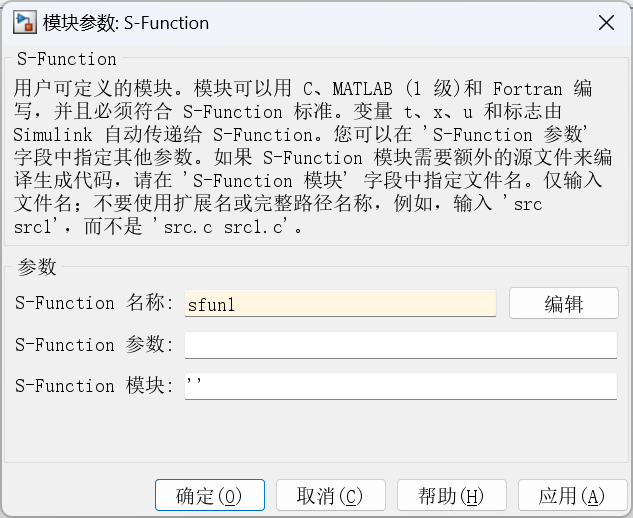 模块参数: S-Function
S-Function
用户可定义的模块。模块可以用 C、MATLAB (1 级)和 Fortran 编
写，并且必须符合 S-Function 标准。变量 t、x、u 和标志由
Simulink 自动传递给 S-Function。您可以在 'S-Function 参数'
字段中指定其他参数。如果 S-Function 模块需要额外的源文件来编
译生成代码，请在 'S-Function 模块' 字段中指定文件名。仅输入
文件名；不要使用扩展名或完整路径名称，例如，输入 'src
src1'，而不是 'src.c src1.c'。
参数
S-Function 名称: sfun1 编辑
S-Function 参数:
S-Function 模块: ''
确定(O) 取消(C) 帮助(H) 应用(A)